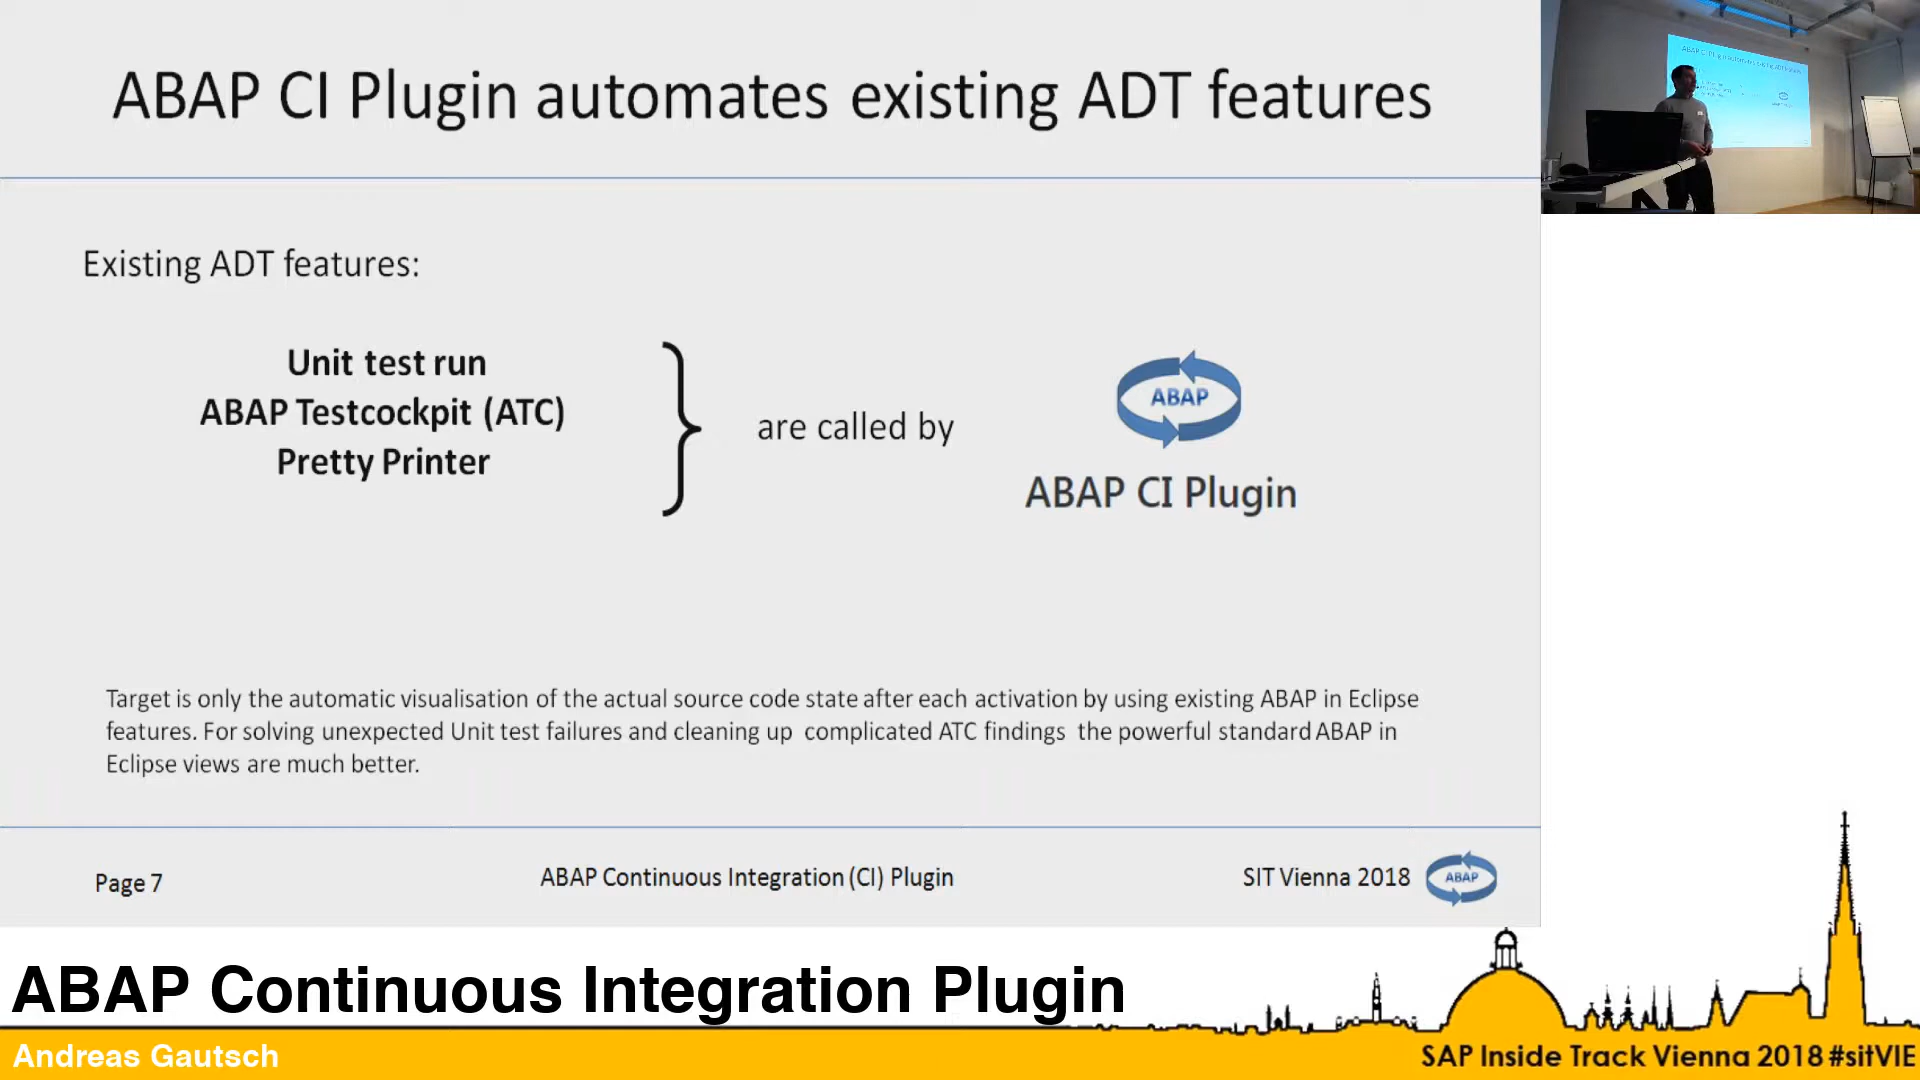 ABAP CI Plugin automates existing ADT features
Existing ADT features:
Unit test run
ABAP Testcockpit (ATC)
Pretty Printer
are called by
ABAP
ABAP CI Plugin
Target is only the automatic visualisation of the actual source code state after each activation by using existing ABAP in Eclipse
features. For solving unexpected Unit test failures and cleaning up complicated ATC findings the powerful standard ABAP in
Eclipse views are much better.
Page 7
ABAP Continuous Integration (CI) Plugin
SIT Vienna 2018
ABAP
ABAP Continuous Integration Plugin
Andreas Gautsch
SAP Inside Track Vienna 2018 #sitVIE